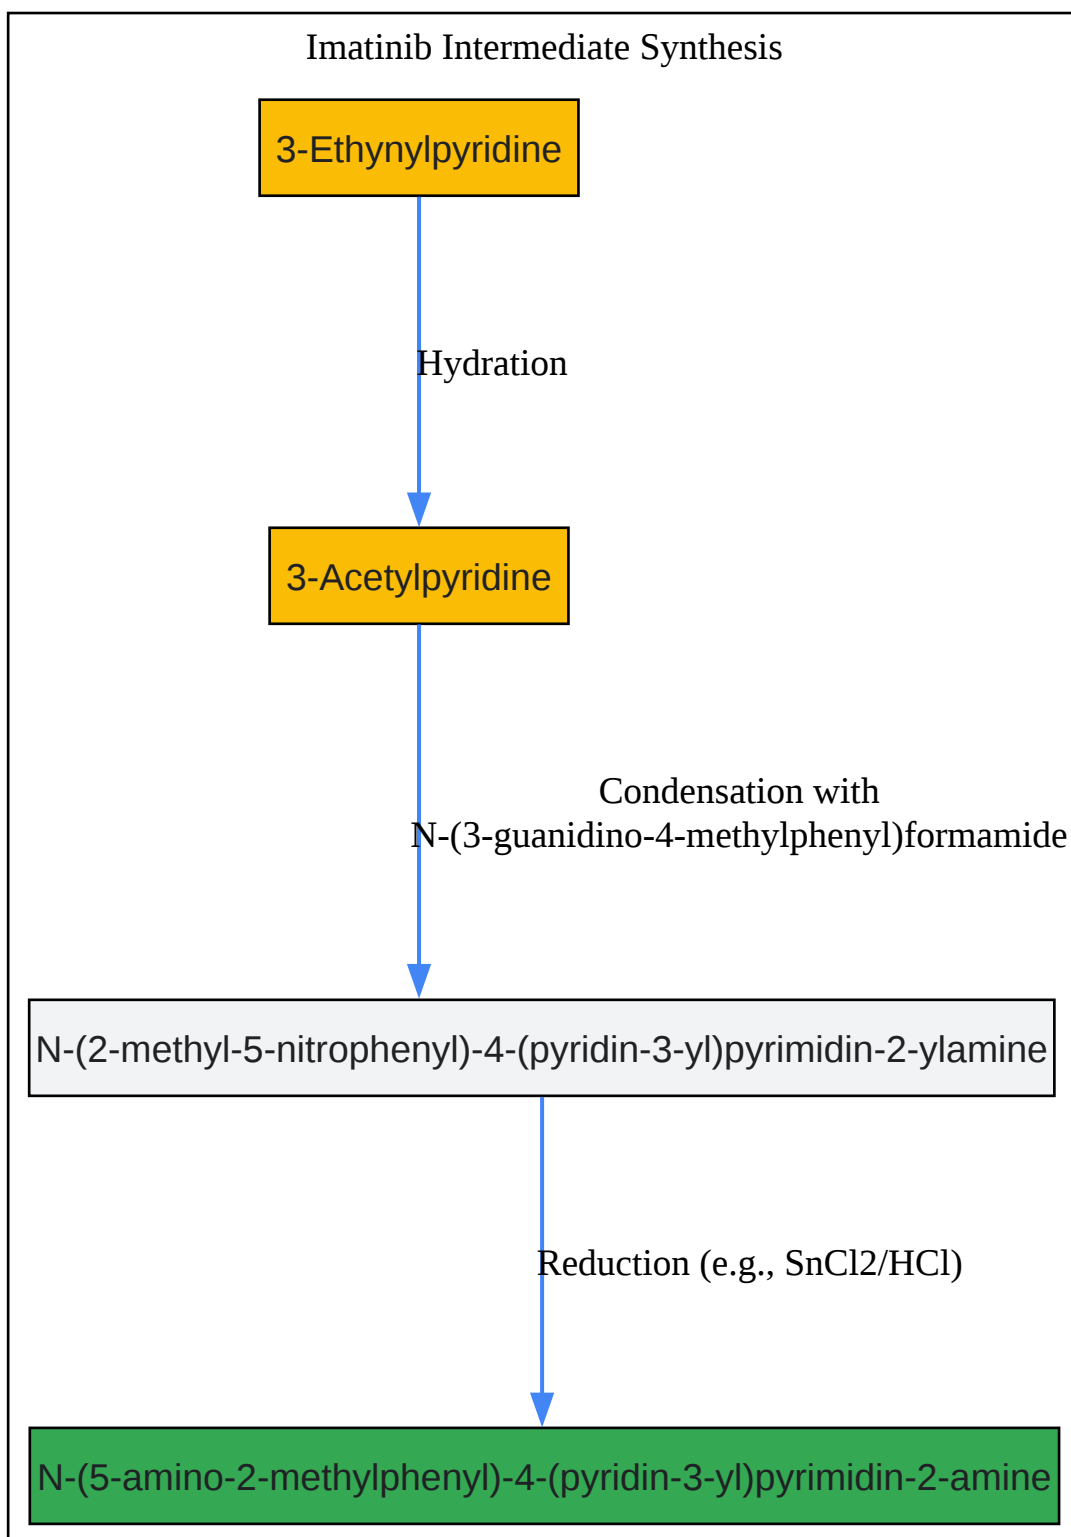 Imatinib Intermediate Synthesis
3-Ethynylpyridine
Hydration
3-Acetylpyridine
Condensation with
N-(3-guanidino-4-methylphenyl)formamide
N-(2-methyl-5-nitrophenyl)-4-(pyridin-3-yl)pyrimidin-2-ylamine
Reduction (e.g., SnCl2/HCl)
N-(5-amino-2-methylphenyl)-4-(pyridin-3-yl)pyrimidin-2-amine